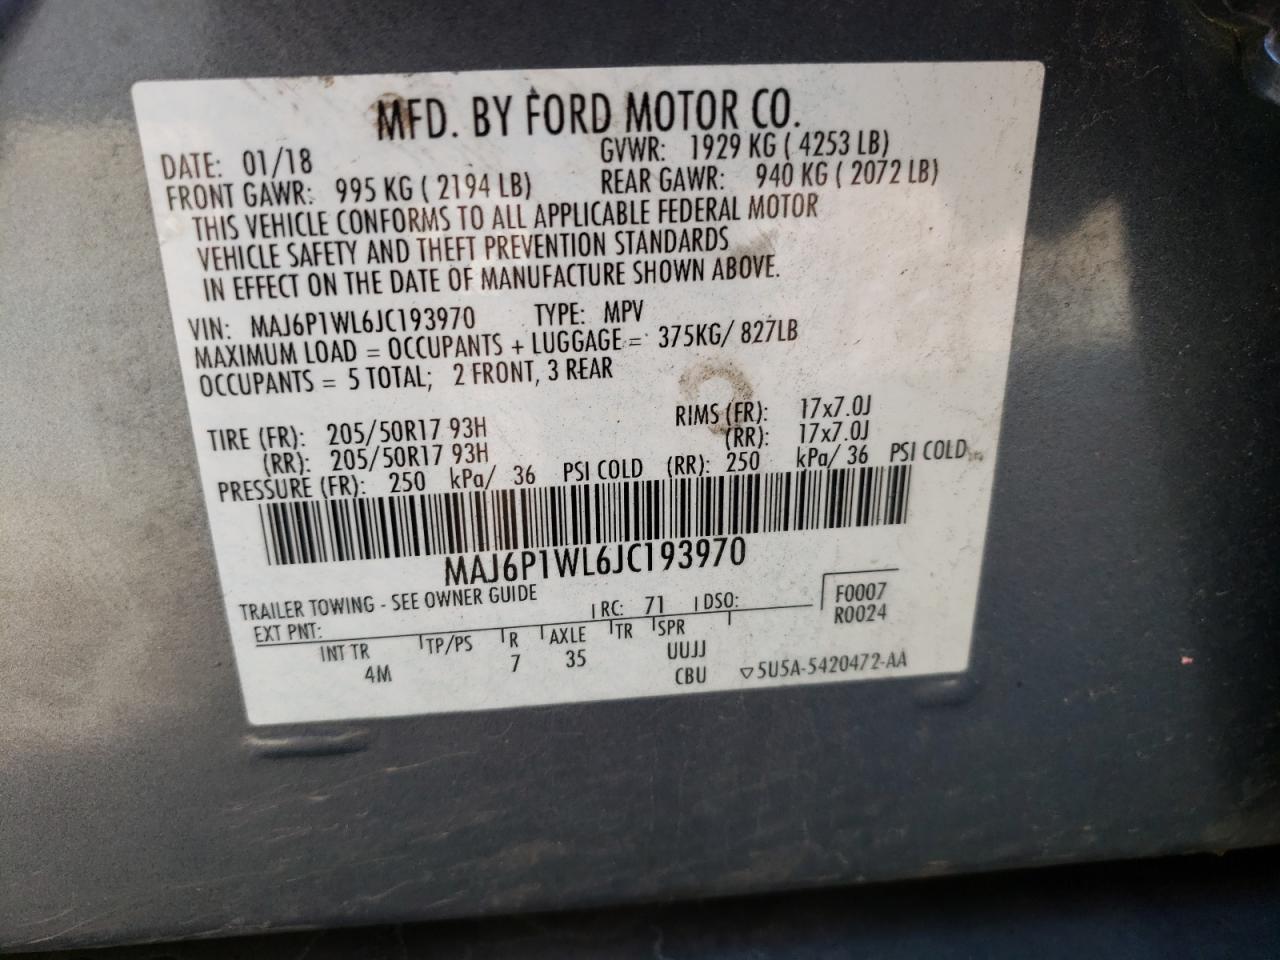 MFD. BY FORD MOTOR CO.
DATE: 01/18 GVWR: 1929 KG ( 4253 LB)
FRONT GAWR: 995 KG ( 2194 LB) REAR GAWR: 940 KG ( 2072 LB)
THIS VEHICLE CONFORMS TO ALL APPLICABLE FEDERAL MOTOR
VEHICLE SAFETY AND THEFT PREVENTION STANDARDS
IN EFFECT ON THE DATE OF MANUFACTURE SHOWN ABOVE.
VIN: MAJ6P1WL6JC193970 TYPE: MPV
MAXIMUM LOAD = OCCUPANTS + LUGGAGE = 375KG/ 827LB
OCCUPANTS = 5 TOTAL; 2 FRONT, 3 REAR
TIRE (FR): 205/50R17 93H RIMS (FR): 17x7.0J
(RR): 205/50R17 93H (RR): 17x7.0J
PRESSURE (FR): 250 kPa/ 36 PSI COLD (RR): 250 kPa/ 36 PSI COLD
MAJ6P1WL6JC193970
TRAILER TOWING - SEE OWNER GUIDE
EXT PNT: RC: 71 DSO: F0007
R0024
INT TR TP/PS R AXLE TR SPR
4M 7 35 UUJJ
CBU ▽5U5A-5420472-AA